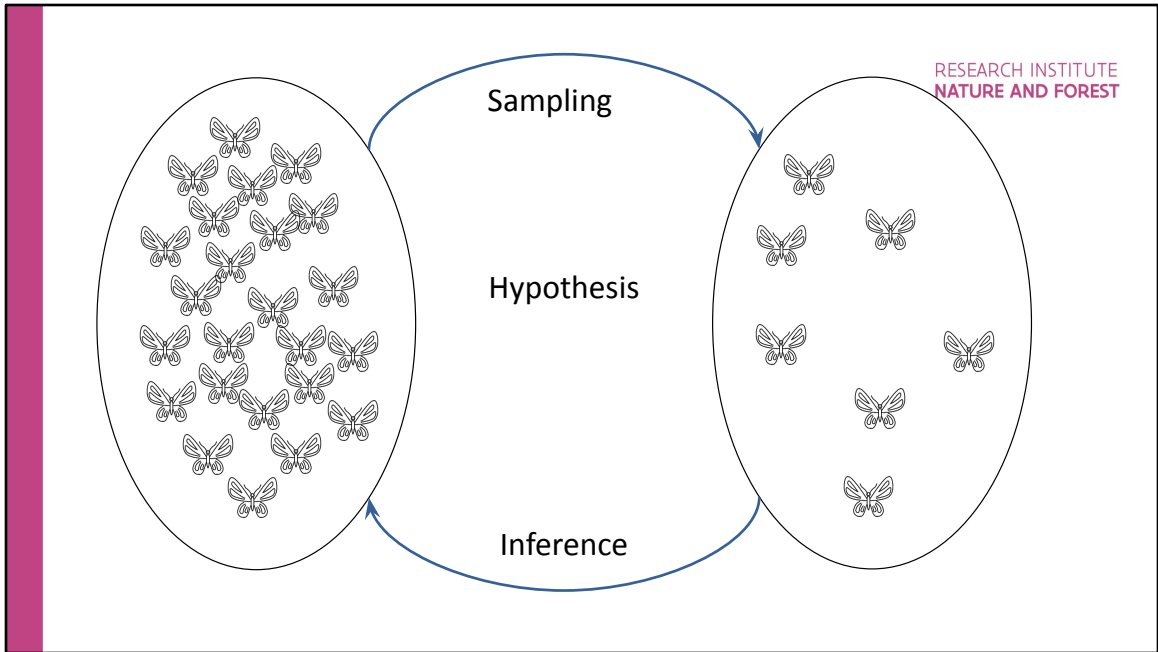 RESEARCH INSTITUTE
NATURE AND FOREST
Sampling
Hypothesis
Inference